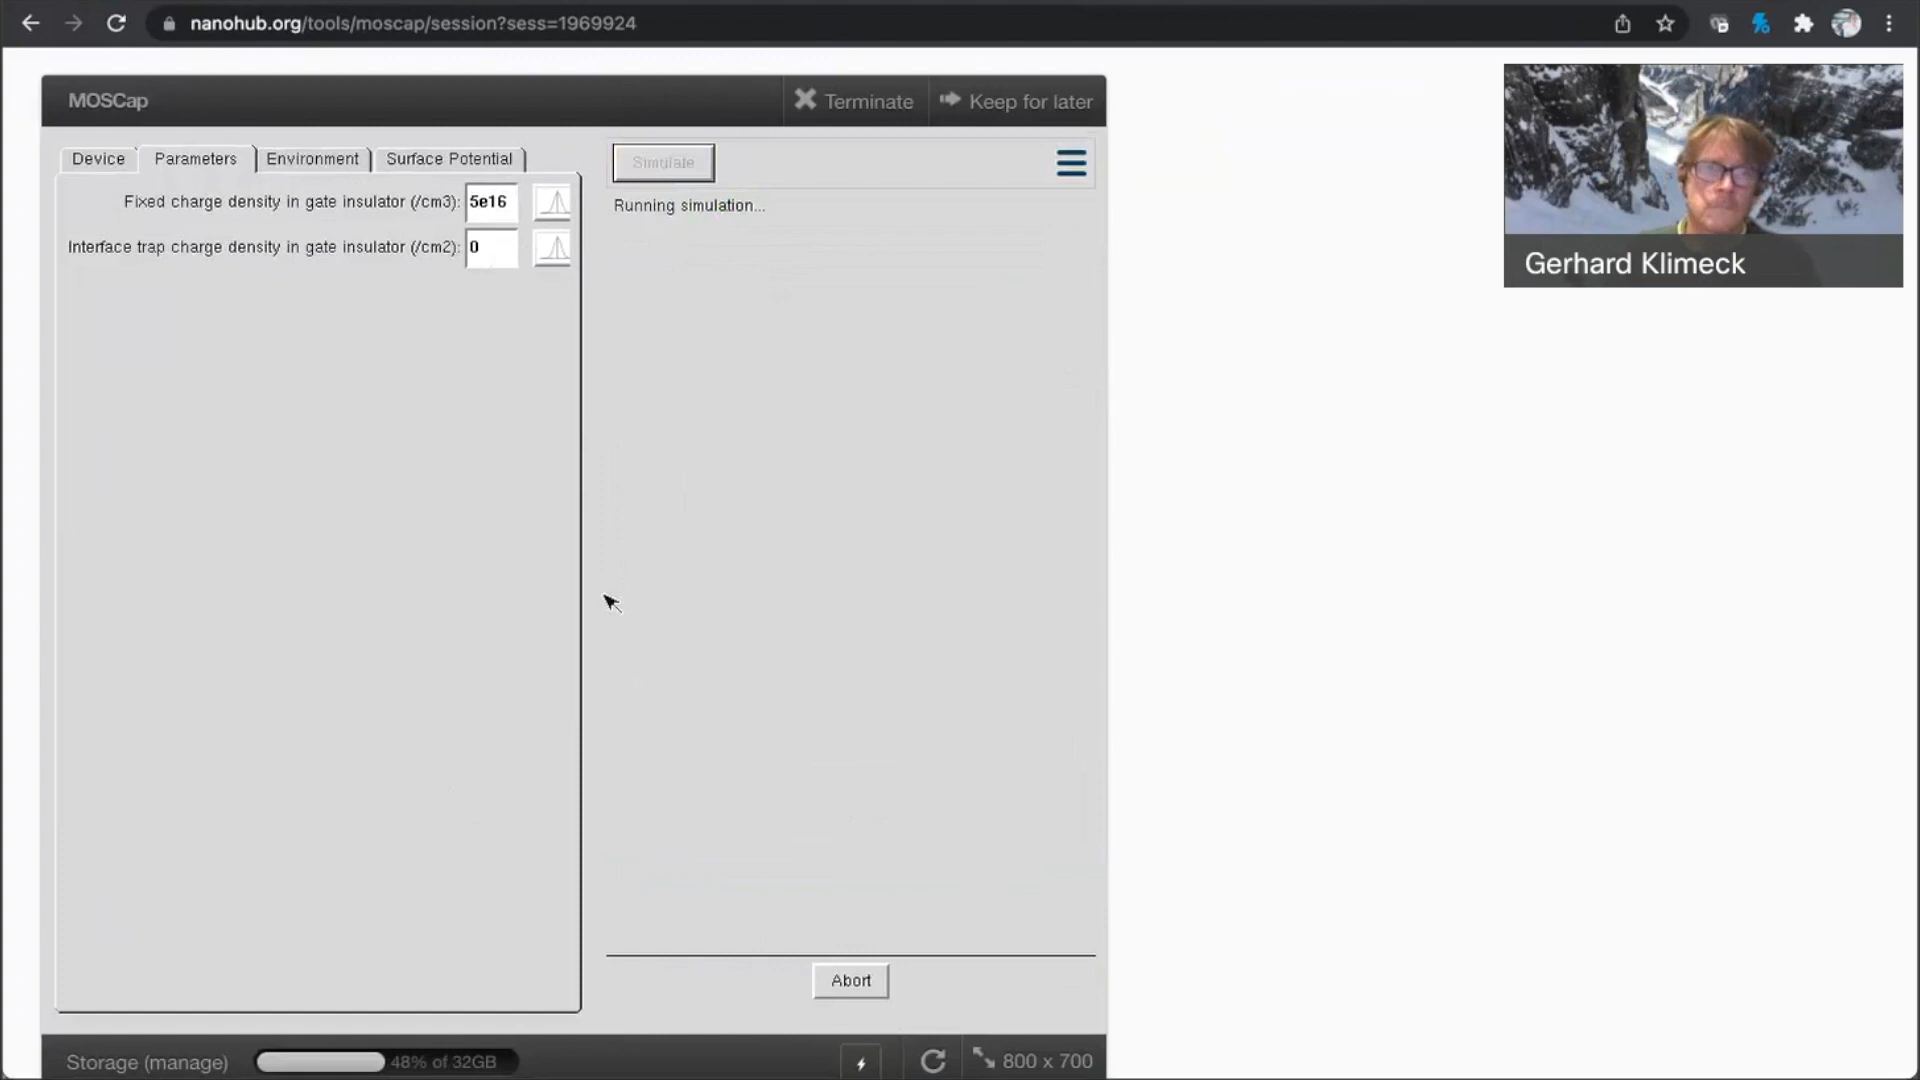 nanohub.org/tools/moscap/session?sess=1969924
MOSCap
Terminate
Keep for later
Device
Parameters
Environment
Surface Potential
Fixed charge density in gate insulator (/cm3): 5e16
Interface trap charge density in gate insulator (/cm2): 0
Simulate
Running simulation...
Abort
Storage (manage)
48% of 32GB
800 x 700
Gerhard Klimeck